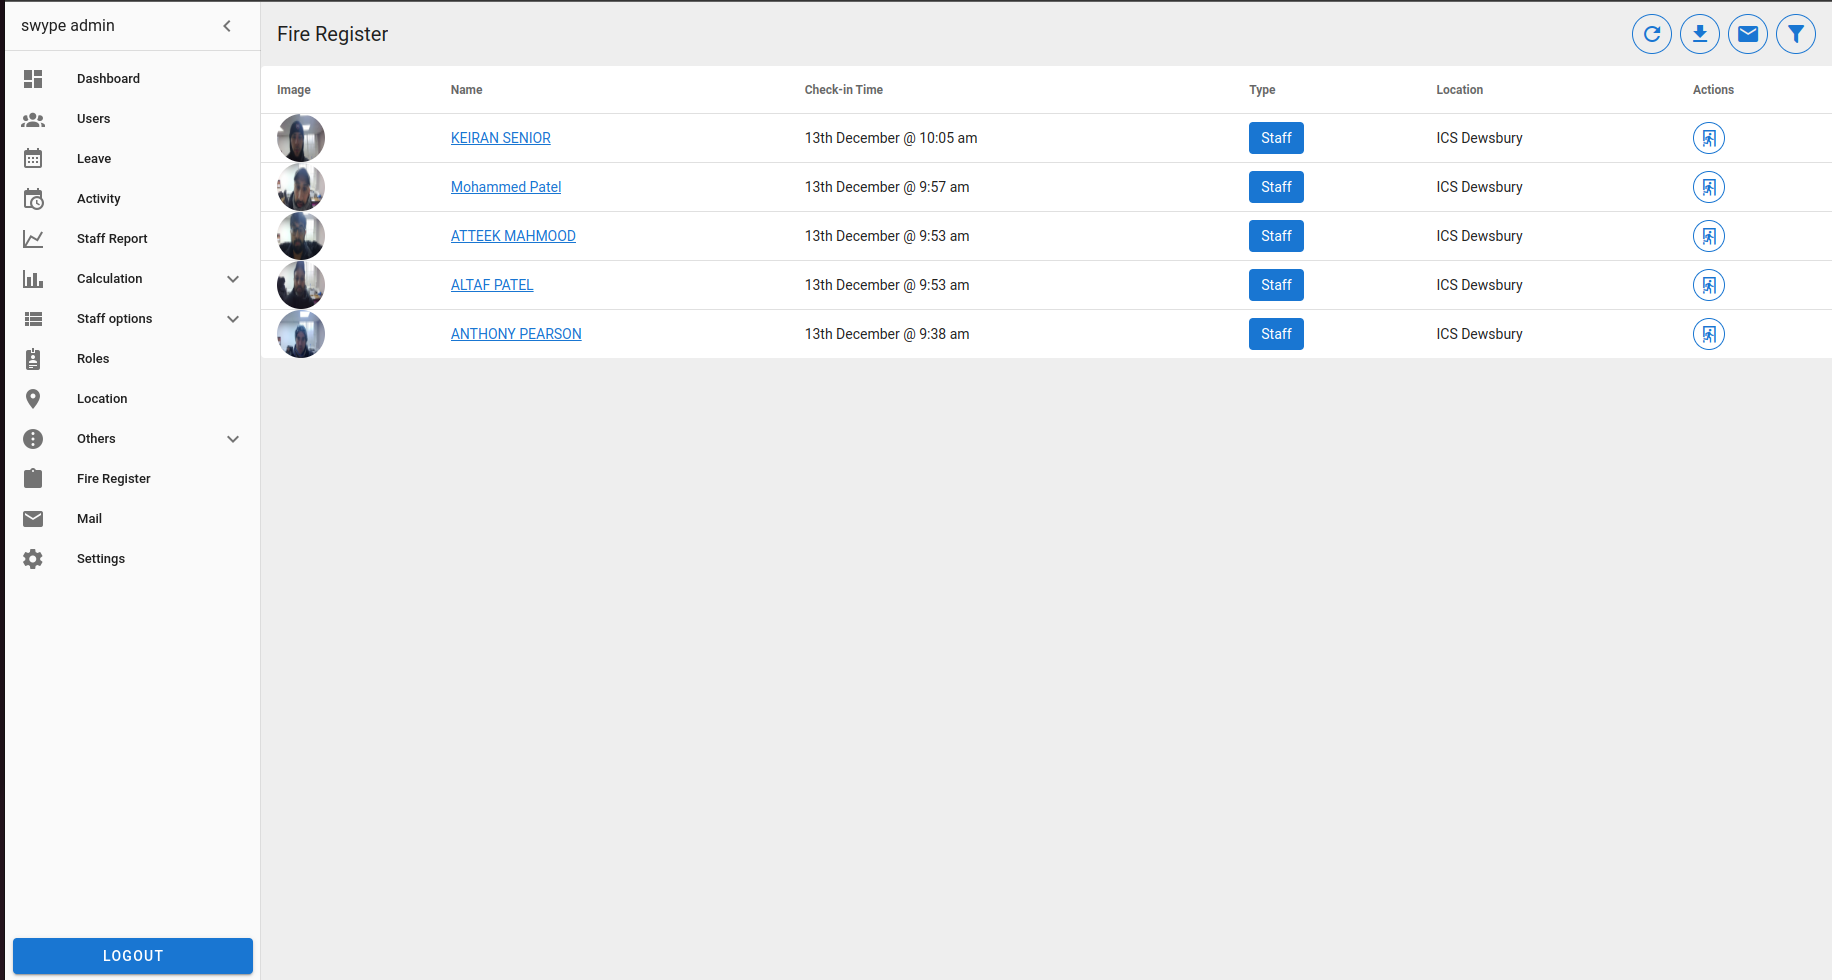 swype admin
Dashboard
Users
Leave
Activity
Staff Report
Calculation
Staff options
Roles
Location
Others
Fire Register
Mail
Settings
LOGOUT
Fire Register
Image Name Check-in Time Type Location Actions
KEIRAN SENIOR 13th December @ 10:05 am Staff ICS Dewsbury
Mohammed Patel 13th December @ 9:57 am Staff ICS Dewsbury
ATTEEK MAHMOOD 13th December @ 9:53 am Staff ICS Dewsbury
ALTAF PATEL 13th December @ 9:53 am Staff ICS Dewsbury
ANTHONY PEARSON 13th December @ 9:38 am Staff ICS Dewsbury